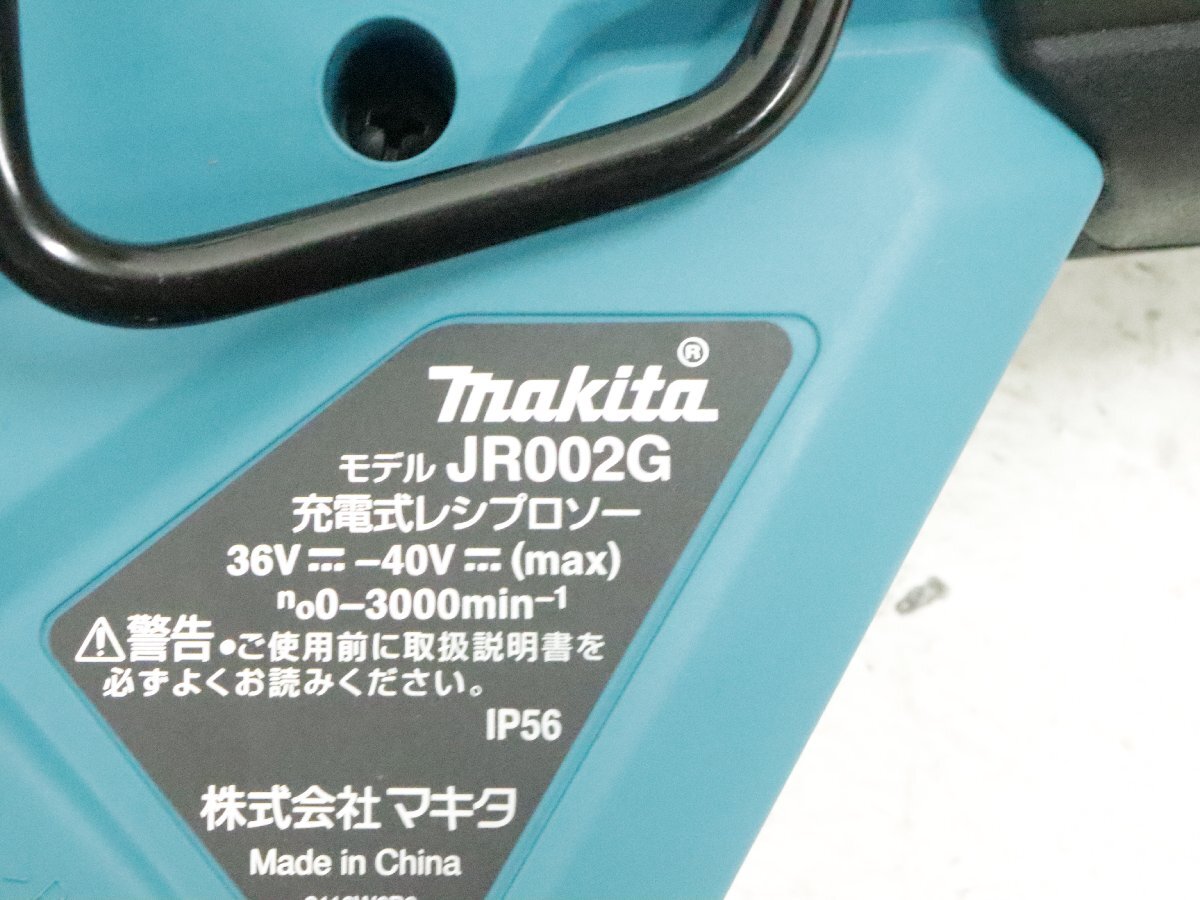 makita®
モデル JR002G
充電式レシプロソー
36V⎓–40V⎓(max)
n₀0–3000min⁻¹
⚠警告●ご使用前に取扱説明書を
必ずよくお読みください。
IP56
株式会社マキタ
Made in China